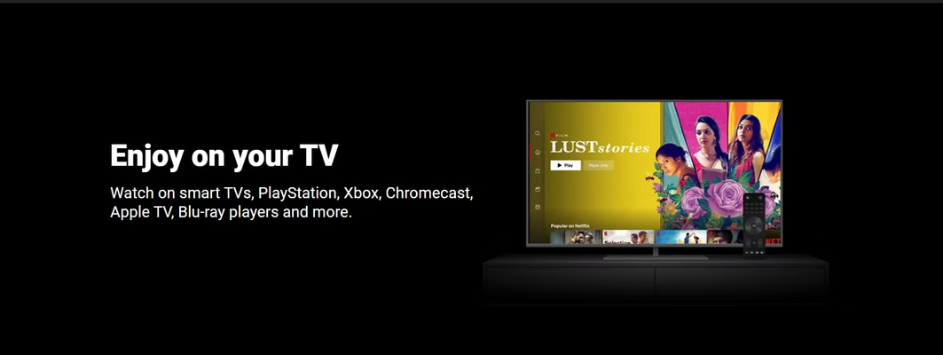 Enjoy on your TV
Watch on smart TVs, PlayStation, Xbox, Chromecast,
Apple TV, Blu-ray players and more.
FILM
LUST stories
Play
More Info
Popular on Netflix